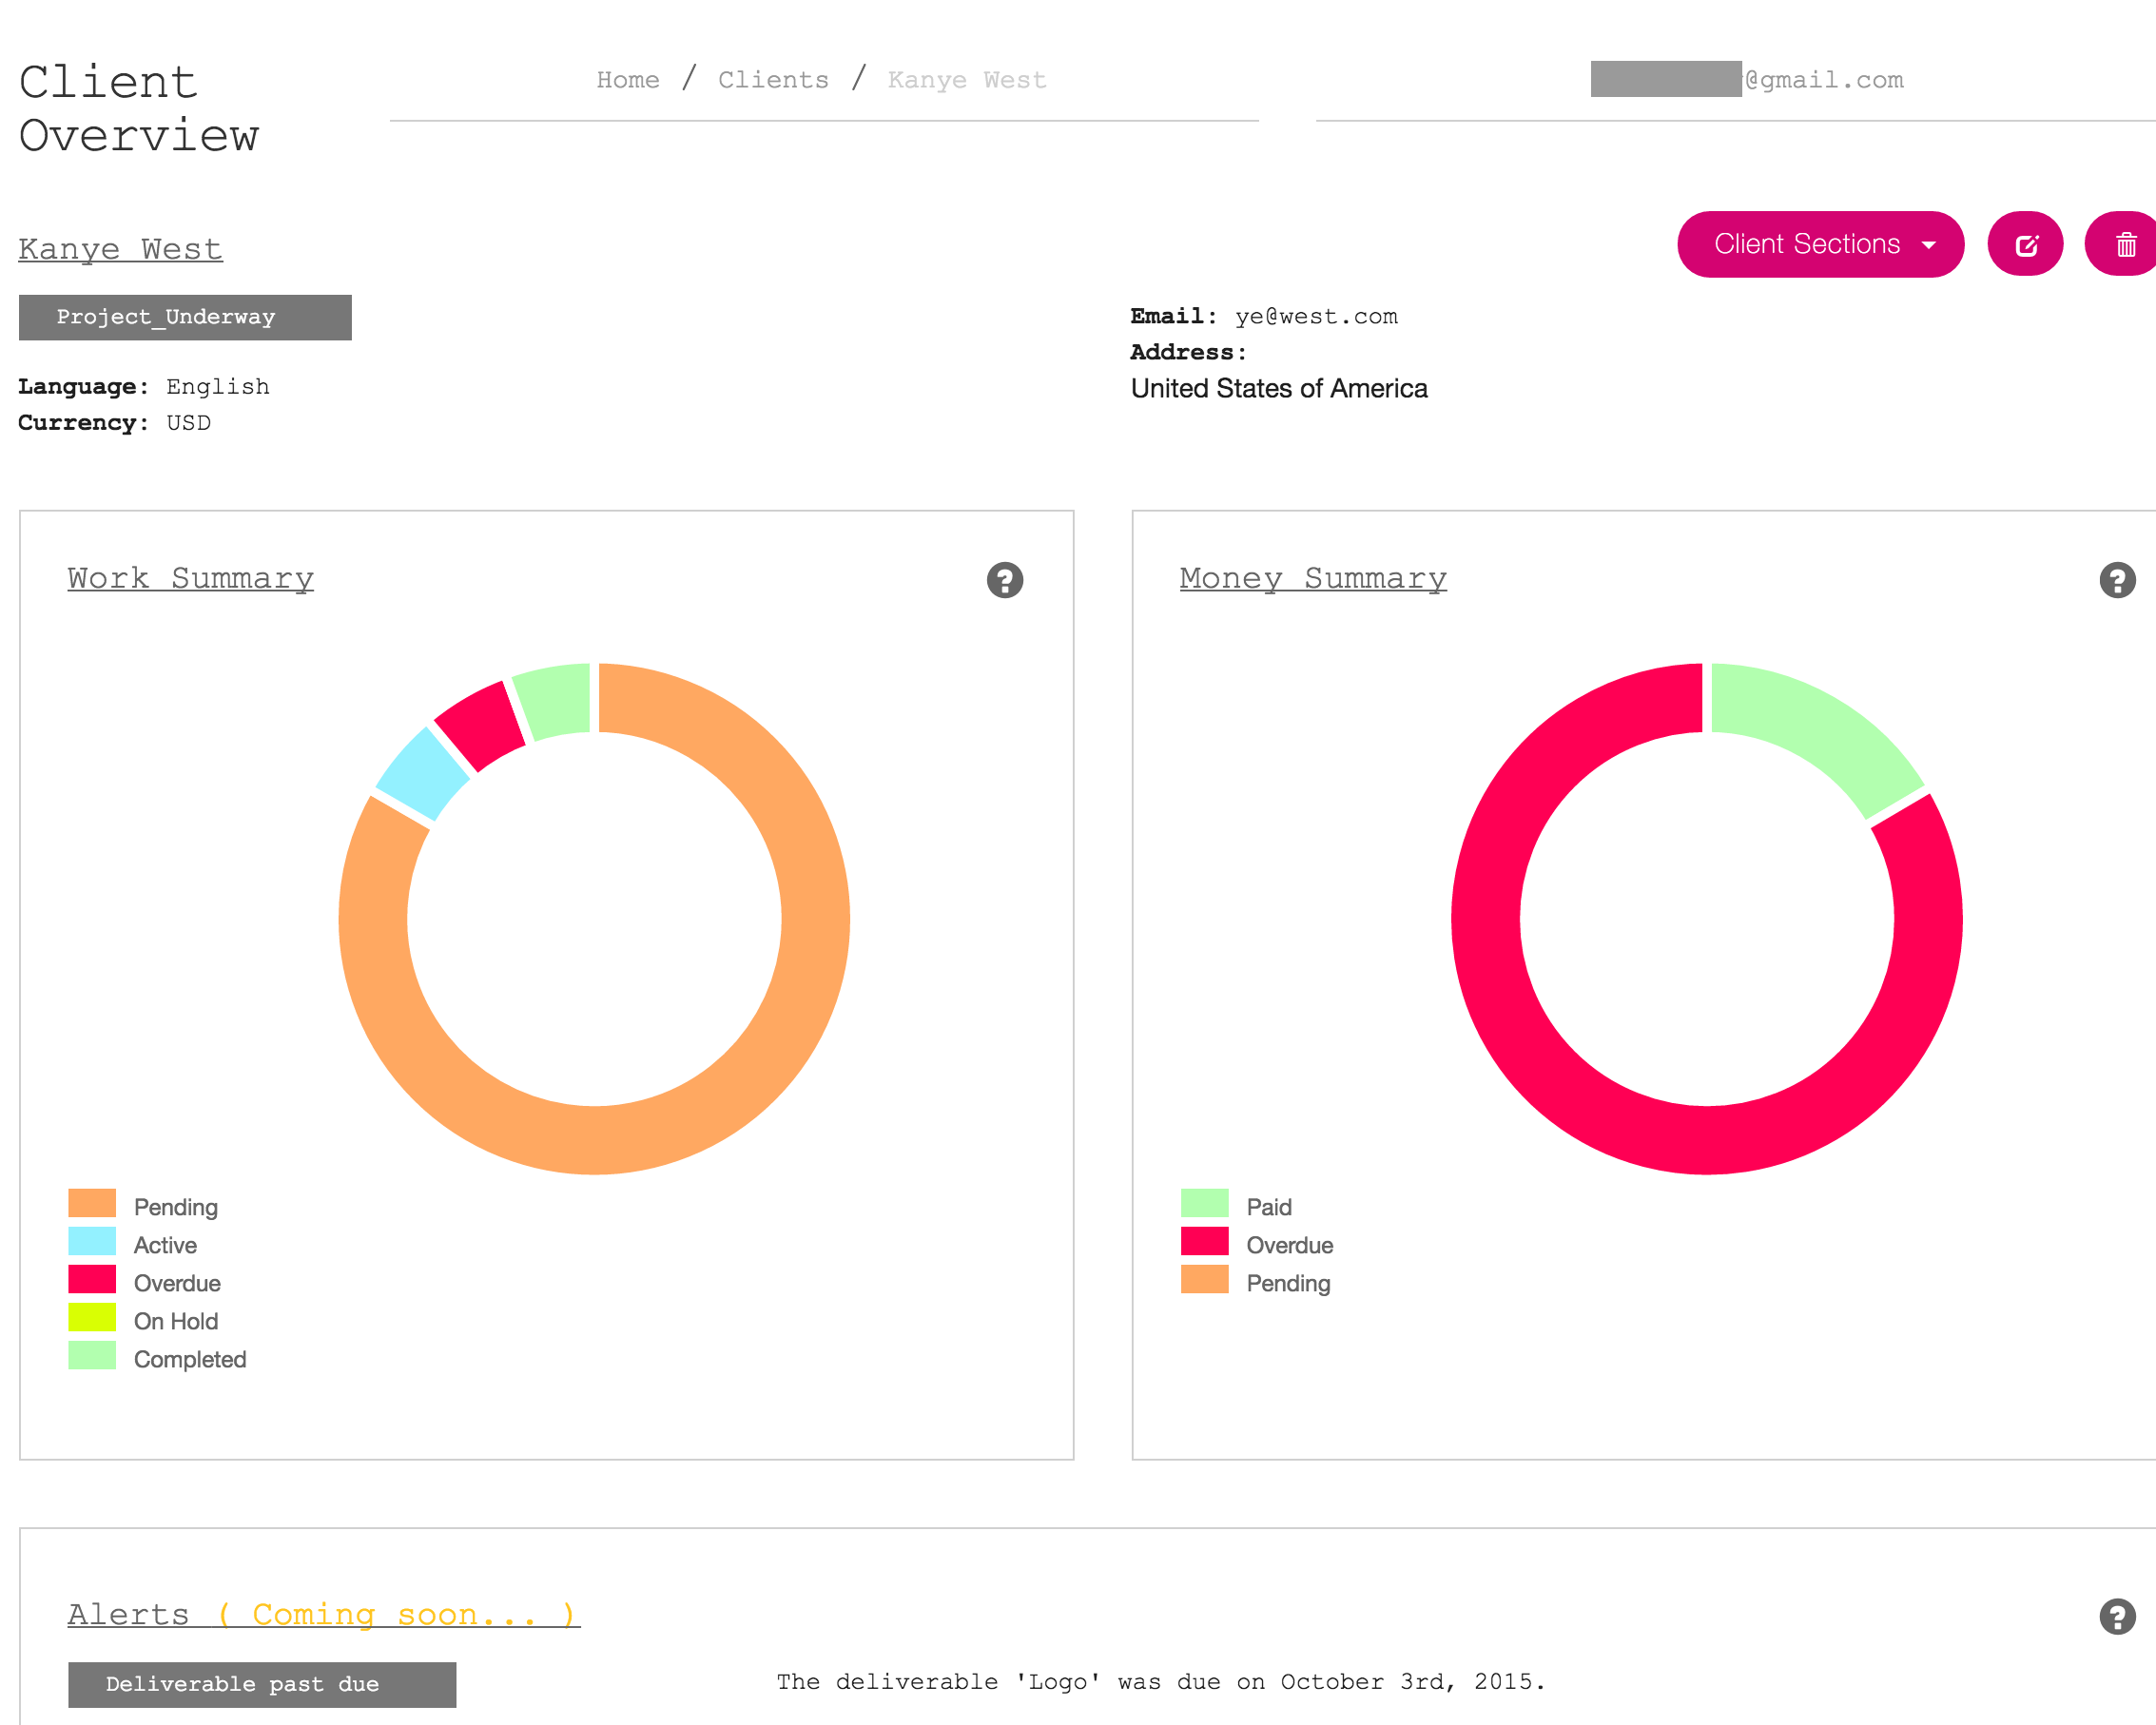 Client
Overview
Home / Clients / Kanye West
@gmail.com
Kanye West
Client Sections
Project_Underway
Email: ye@west.com
Address:
United States of America
Language: English
Currency: USD
Work Summary
Money Summary
Pending
Active
Overdue
On Hold
Completed
Paid
Overdue
Pending
Alerts ( Coming soon... )
Deliverable past due
The deliverable 'Logo' was due on October 3rd, 2015.